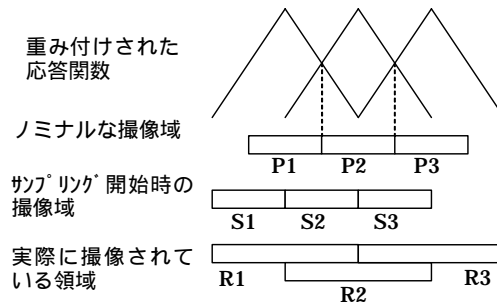 重み付けされた
応答関数
ノミナルな撮像域
P1 P2 P3
ｻﾝﾌﾟﾘﾝｸﾞ開始時の
撮像域
S1 S2 S3
実際に撮像されて
いる領域
R1 R2 R3